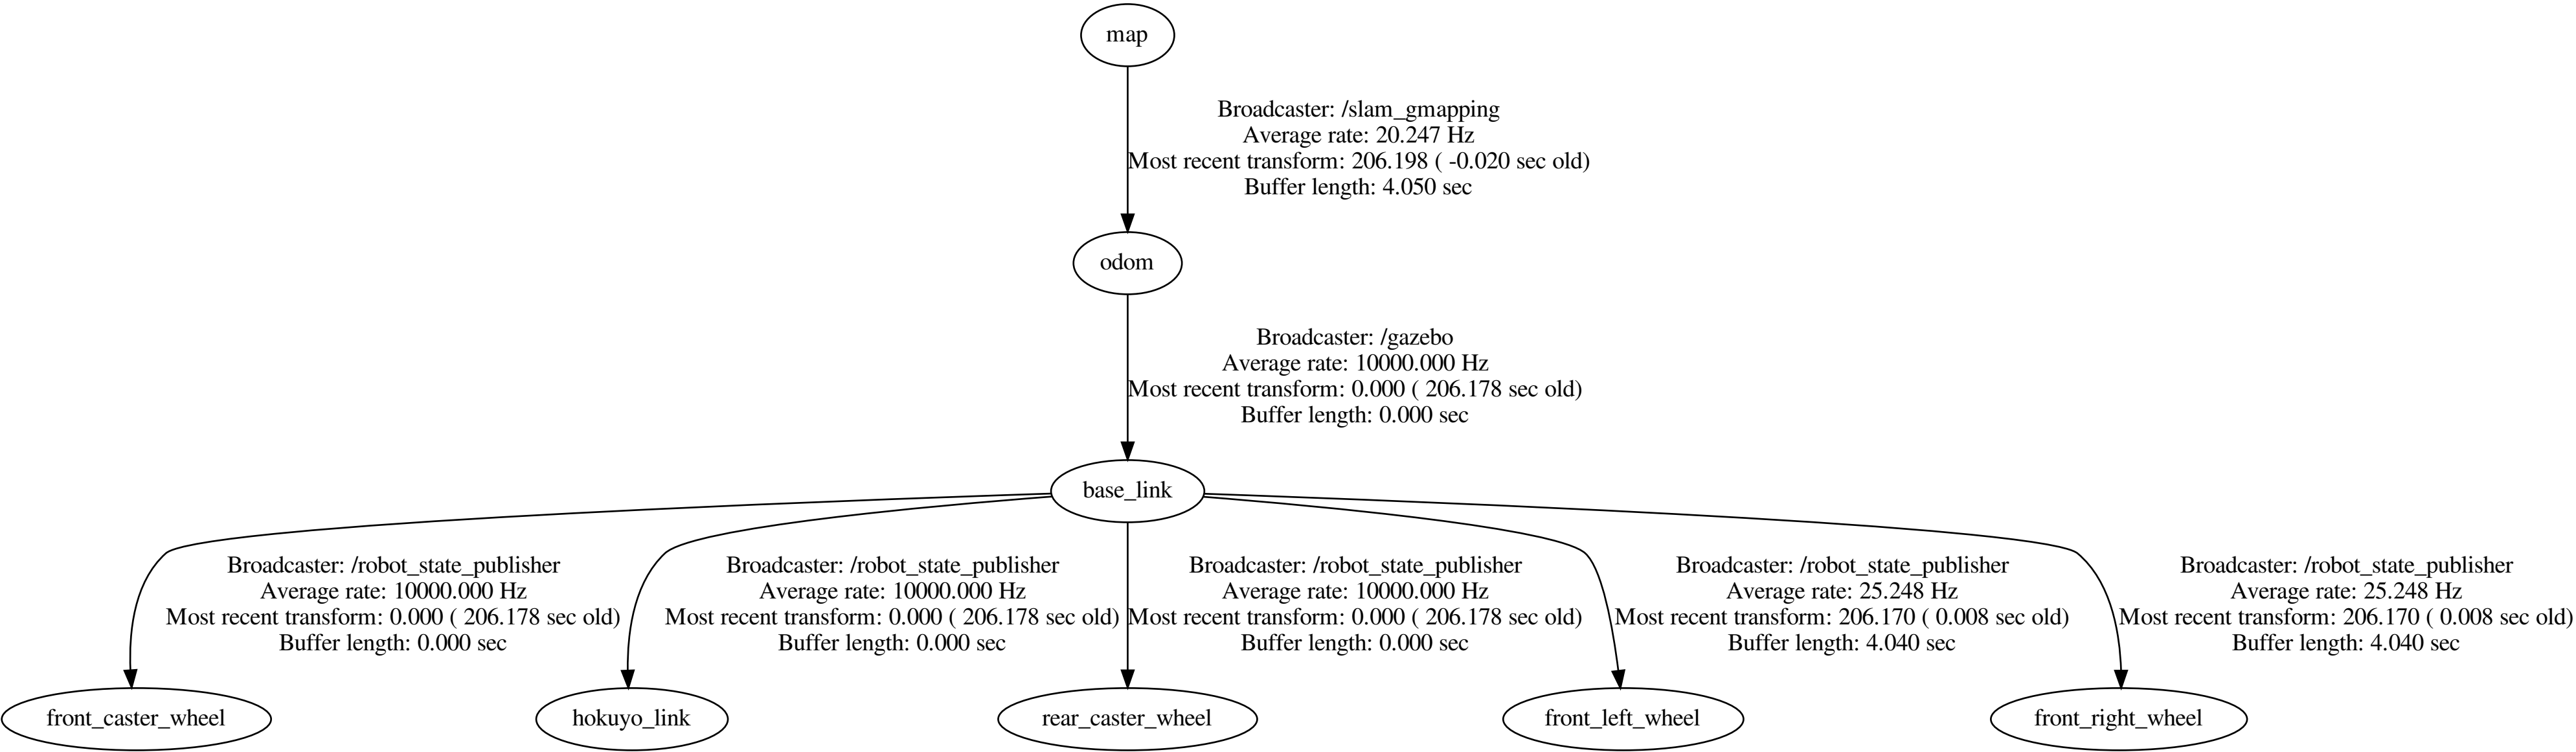 map
Broadcaster: /slam_gmapping
Average rate: 20.247 Hz
Most recent transform: 206.198 ( -0.020 sec old)
Buffer length: 4.050 sec
odom
Broadcaster: /gazebo
Average rate: 10000.000 Hz
Most recent transform: 0.000 ( 206.178 sec old)
Buffer length: 0.000 sec
base_link
Broadcaster: /robot_state_publisher
Average rate: 10000.000 Hz
Most recent transform: 0.000 ( 206.178 sec old)
Buffer length: 0.000 sec
Broadcaster: /robot_state_publisher
Average rate: 10000.000 Hz
Most recent transform: 0.000 ( 206.178 sec old)
Buffer length: 0.000 sec
Broadcaster: /robot_state_publisher
Average rate: 10000.000 Hz
Most recent transform: 0.000 ( 206.178 sec old)
Buffer length: 0.000 sec
Broadcaster: /robot_state_publisher
Average rate: 25.248 Hz
Most recent transform: 206.170 ( 0.008 sec old)
Buffer length: 4.040 sec
Broadcaster: /robot_state_publisher
Average rate: 25.248 Hz
Most recent transform: 206.170 ( 0.008 sec old)
Buffer length: 4.040 sec
front_caster_wheel
hokuyo_link
rear_caster_wheel
front_left_wheel
front_right_wheel